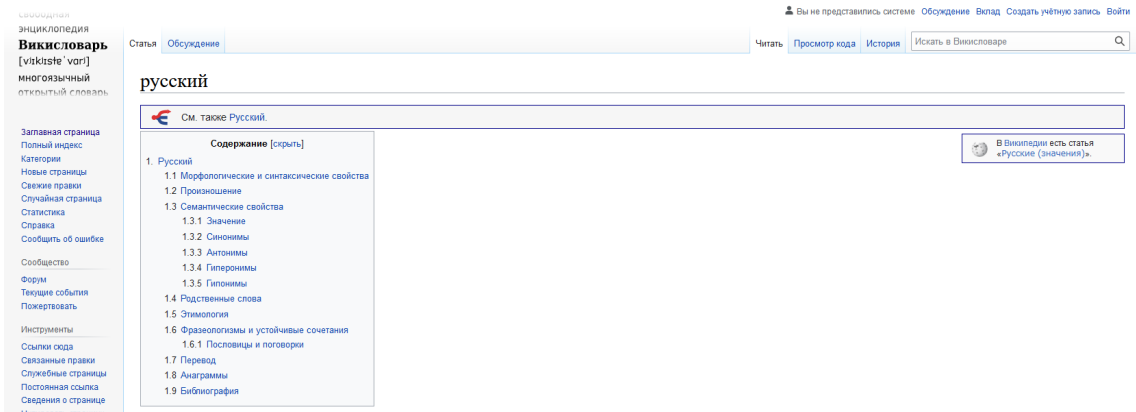 Вы не представились системе Обсуждение Вклад Создать учётную запись Войти
энциклопедия
Викисловарь
[vʲɪkʲɪsɫɐˈvarʲ]
многоязычный
открытый словарь
Статья Обсуждение
Читать Просмотр кода История Искать в Викисловаре
русский
См. также Русский.
В Википедии есть статья
«Русские (значения)».
Содержание [скрыть]
1. Русский
1.1 Морфологические и синтаксические свойства
1.2 Произношение
1.3 Семантические свойства
1.3.1 Значение
1.3.2 Синонимы
1.3.3 Антонимы
1.3.4 Гиперонимы
1.3.5 Гипонимы
1.4 Родственные слова
1.5 Этимология
1.6 Фразеологизмы и устойчивые сочетания
1.6.1 Пословицы и поговорки
1.7 Перевод
1.8 Анаграммы
1.9 Библиография
Заглавная страница
Полный индекс
Категории
Новые страницы
Свежие правки
Случайная страница
Статистика
Справка
Сообщить об ошибке
Сообщество
Форум
Текущие события
Пожертвовать
Инструменты
Ссылки сюда
Связанные правки
Служебные страницы
Постоянная ссылка
Сведения о странице